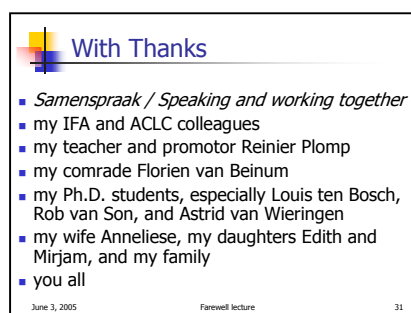 With Thanks
Samenspraak / Speaking and working together
my IFA and ACLC colleagues
my teacher and promotor Reinier Plomp
my comrade Florien van Beinum
my Ph.D. students, especially Louis ten Bosch,
Rob van Son, and Astrid van Wieringen
my wife Anneliese, my daughters Edith and
Mirjam, and my family
you all
June 3, 2005 Farewell lecture 31